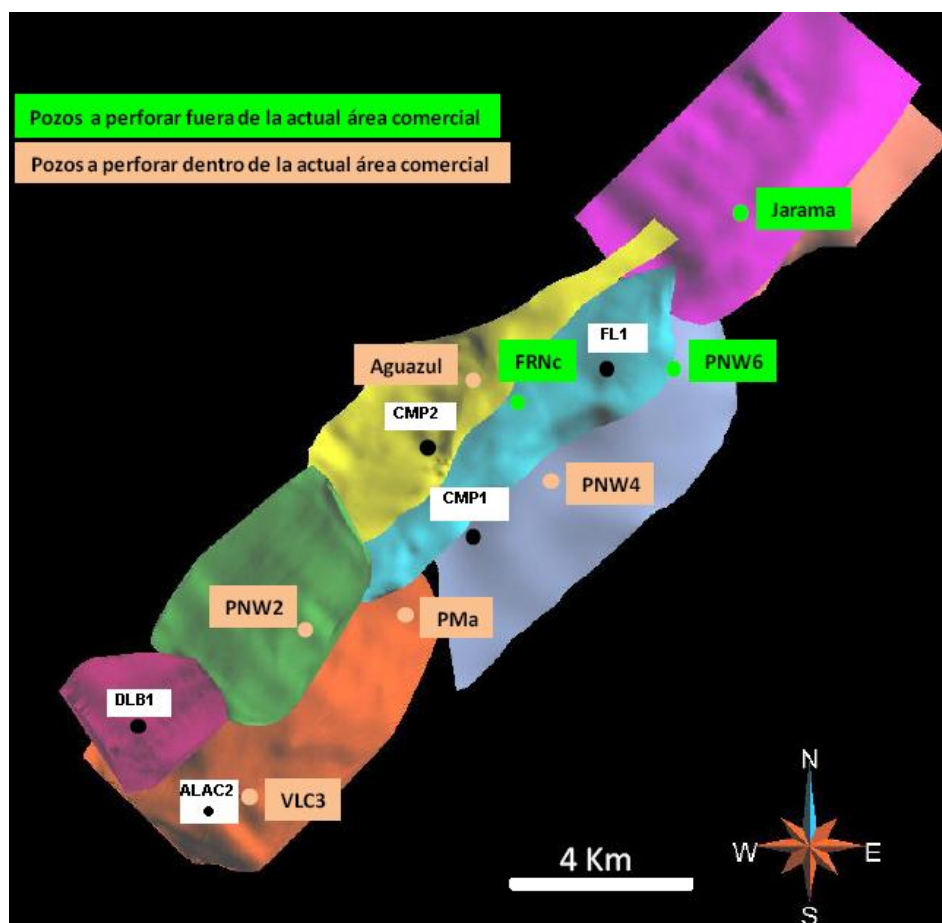 Pozos a perforar fuera de la actual área comercial
Pozos a perforar dentro de la actual área comercial
Jarama
FL1
Aguazul
FRNc
PNW6
CMP2
PNW4
CMP1
PNW2
PMa
DLB1
ALAC2
VLC3
4 Km
N
W
E
S